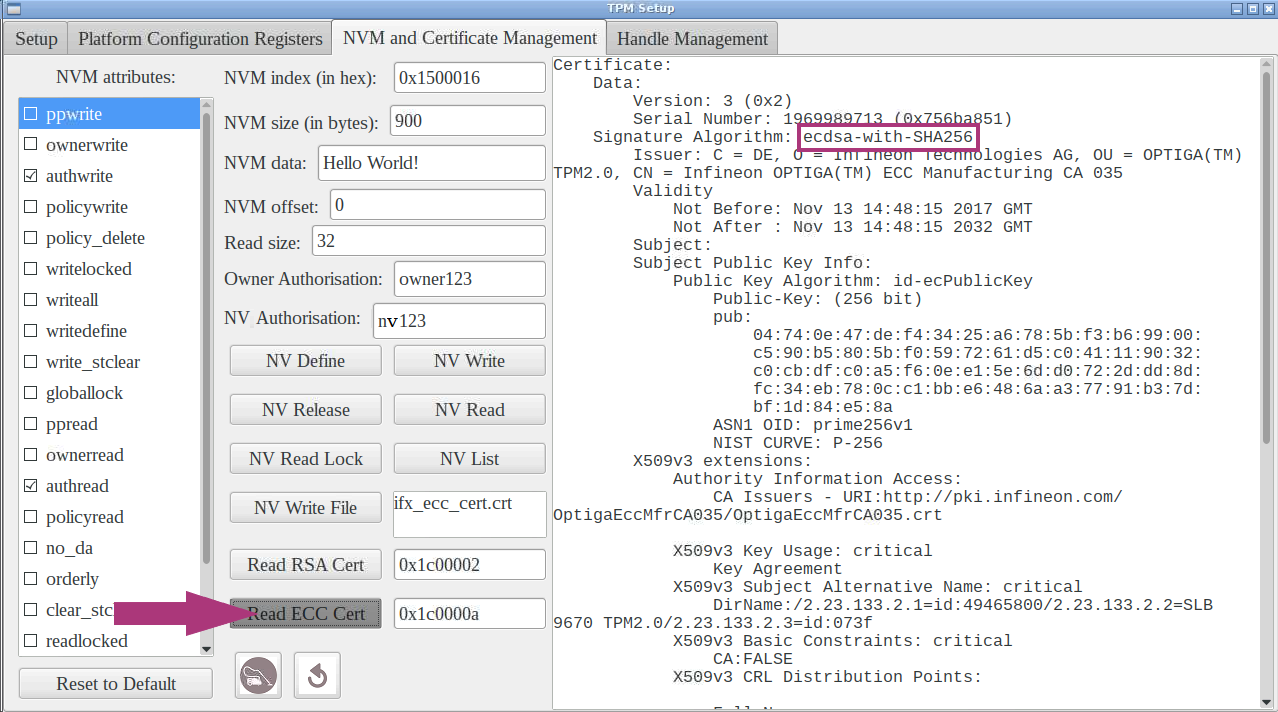 TPM Setup
Setup
Platform Configuration Registers
NVM and Certificate Management
Handle Management
NVM attributes:
ppwrite
ownerwrite
authwrite
policywrite
policy_delete
writelocked
writeall
writedefine
write_stclear
globallock
ppread
ownerread
authread
policyread
no_da
orderly
clear_stc
readlocked
Reset to Default
NVM index (in hex): 0x1500016
NVM size (in bytes): 900
NVM data: Hello World!
NVM offset: 0
Read size: 32
Owner Authorisation: owner123
NV Authorisation: nv123
NV Define NV Write
NV Release NV Read
NV Read Lock NV List
NV Write File ifx_ecc_cert.crt
Read RSA Cert 0x1c00002
Read ECC Cert 0x1c0000a
Certificate:
Data:
Version: 3 (0x2)
Serial Number: 1969989713 (0x756ba851)
Signature Algorithm: ecdsa-with-SHA256
Issuer: C = DE, O = Infineon Technologies AG, OU = OPTIGA(TM)
TPM2.0, CN = Infineon OPTIGA(TM) ECC Manufacturing CA 035
Validity
Not Before: Nov 13 14:48:15 2017 GMT
Not After : Nov 13 14:48:15 2032 GMT
Subject:
Subject Public Key Info:
Public Key Algorithm: id-ecPublicKey
Public-Key: (256 bit)
pub:
04:74:0e:47:de:f4:34:25:a6:78:5b:f3:b6:99:00:
c5:90:b5:80:5b:f0:59:72:61:d5:c0:41:11:90:32:
c0:cb:df:c0:a5:f6:0e:e1:5e:6d:d0:72:2d:dd:8d:
fc:34:eb:78:0c:c1:bb:e6:48:6a:a3:77:91:b3:7d:
bf:1d:84:e5:8a
ASN1 OID: prime256v1
NIST CURVE: P-256
X509v3 extensions:
Authority Information Access:
CA Issuers - URI:http://pki.infineon.com/
OptigaEccMfrCA035/OptigaEccMfrCA035.crt
X509v3 Key Usage: critical
Key Agreement
X509v3 Subject Alternative Name: critical
DirName:/2.23.133.2.1=id:49465800/2.23.133.2.2=SLB
9670 TPM2.0/2.23.133.2.3=id:073f
X509v3 Basic Constraints: critical
CA:FALSE
X509v3 CRL Distribution Points: